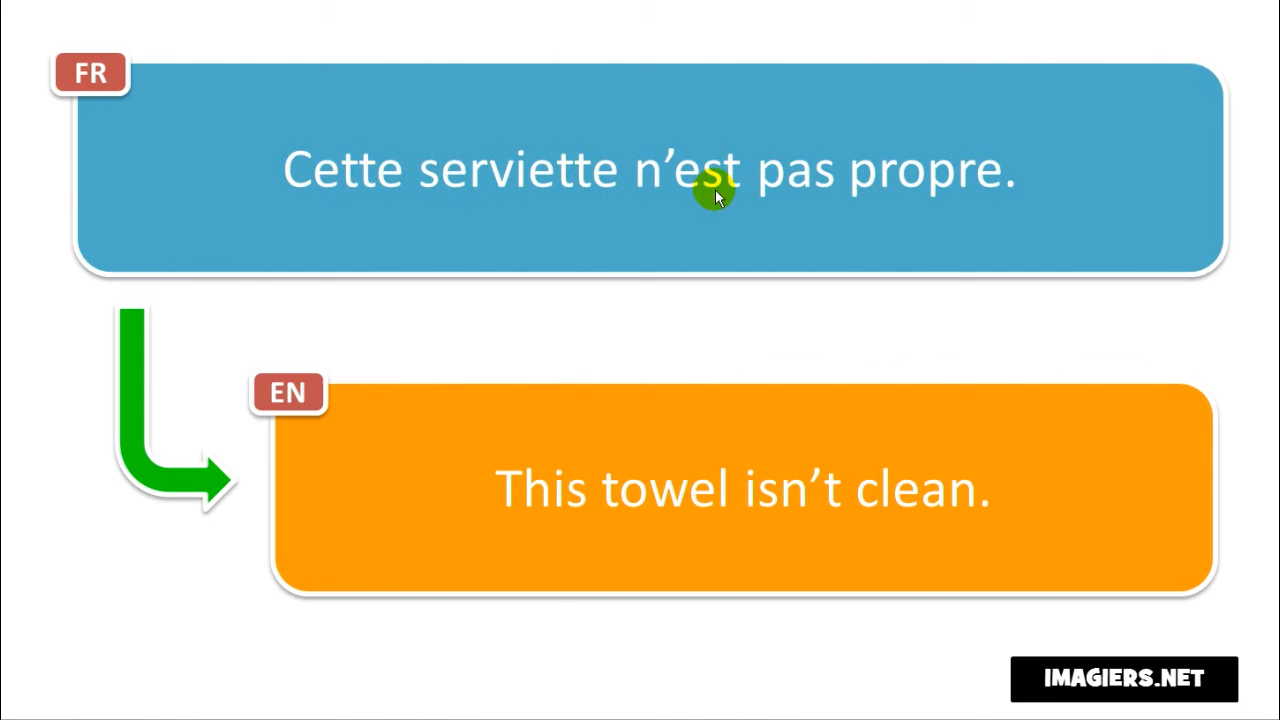 FR
Cette serviette n’est pas propre.
EN
This towel isn’t clean.
IMAGIERS.NET